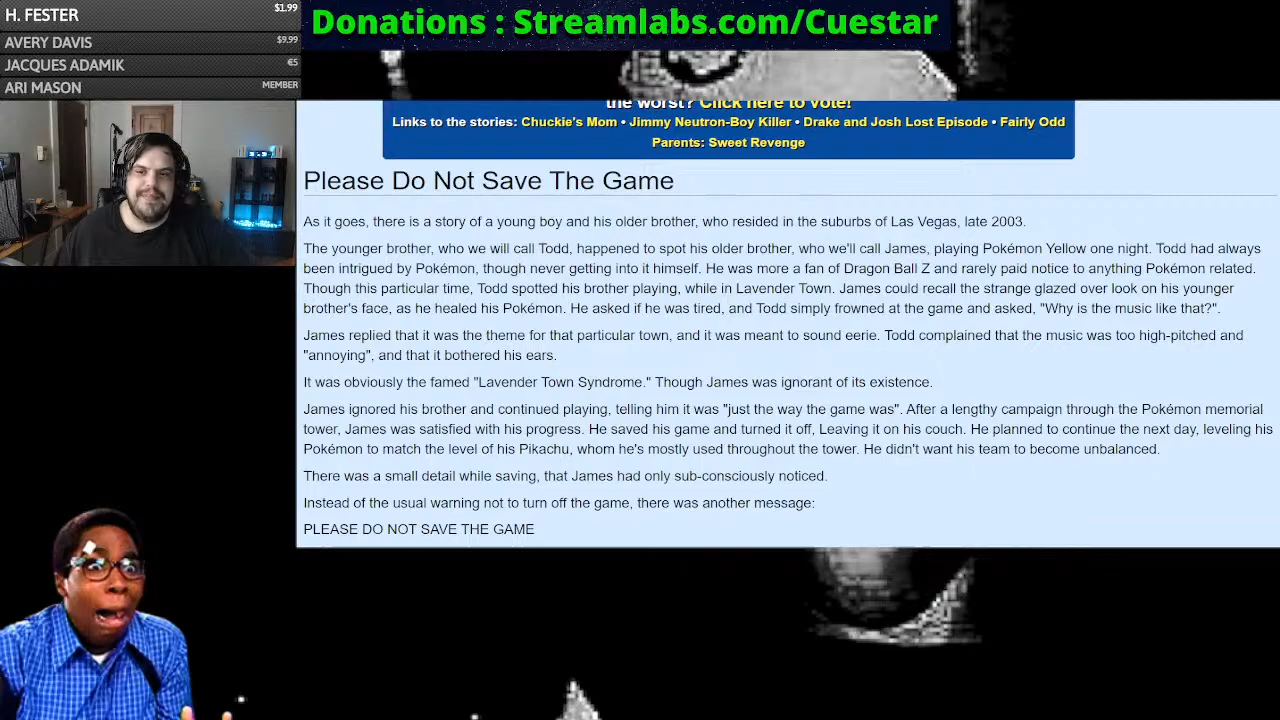 H. FESTER $1.99
AVERY DAVIS $9.99
JACQUES ADAMIK €5
ARI MASON MEMBER
Donations : Streamlabs.com/Cuestar
the worst? Click here to vote!
Links to the stories: Chuckie's Mom • Jimmy Neutron-Boy Killer • Drake and Josh Lost Episode • Fairly Odd
Parents: Sweet Revenge
Please Do Not Save The Game
As it goes, there is a story of a young boy and his older brother, who resided in the suburbs of Las Vegas, late 2003.
The younger brother, who we will call Todd, happened to spot his older brother, who we'll call James, playing Pokémon Yellow one night. Todd had always
been intrigued by Pokémon, though never getting into it himself. He was more a fan of Dragon Ball Z and rarely paid notice to anything Pokémon related.
Though this particular time, Todd spotted his brother playing, while in Lavender Town. James could recall the strange glazed over look on his younger
brother's face, as he healed his Pokémon. He asked if he was tired, and Todd simply frowned at the game and asked, "Why is the music like that?".
James replied that it was the theme for that particular town, and it was meant to sound eerie. Todd complained that the music was too high-pitched and
"annoying", and that it bothered his ears.
It was obviously the famed "Lavender Town Syndrome." Though James was ignorant of its existence.
James ignored his brother and continued playing, telling him it was "just the way the game was". After a lengthy campaign through the Pokémon memorial
tower, James was satisfied with his progress. He saved his game and turned it off, Leaving it on his couch. He planned to continue the next day, leveling his
Pokémon to match the level of his Pikachu, whom he's mostly used throughout the tower. He didn't want his team to become unbalanced.
There was a small detail while saving, that James had only sub-consciously noticed.
Instead of the usual warning not to turn off the game, there was another message:
PLEASE DO NOT SAVE THE GAME